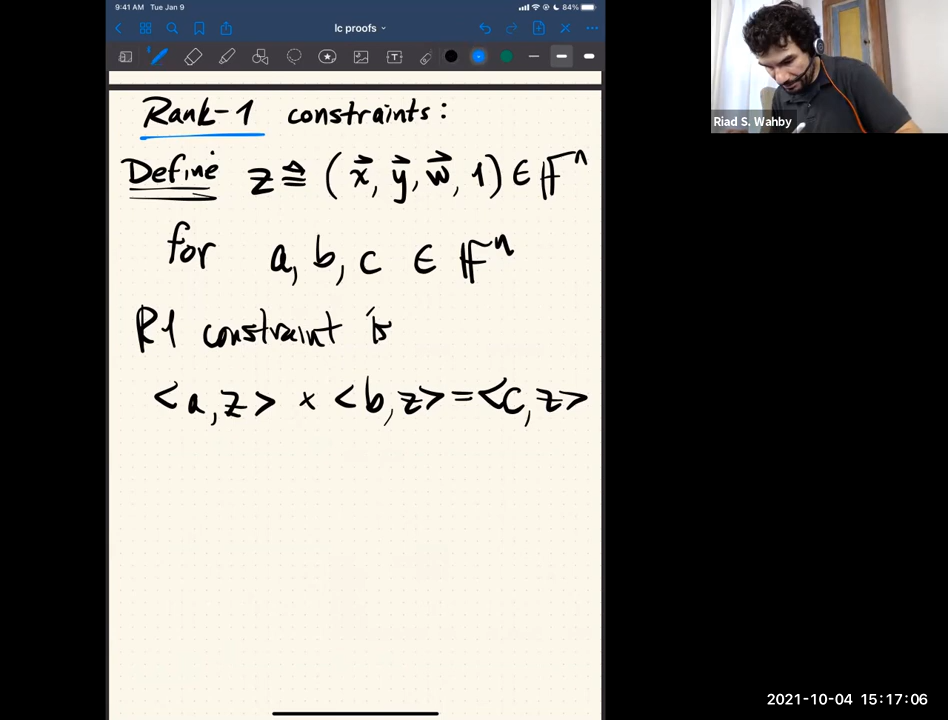 9:41 AM Tue Jan 9
84%
lc proofs
Rank-1 constraints:
Define z ≜ (x⃗, y⃗, w⃗, 1) ∈ 𝔽ⁿ
for a, b, c ∈ 𝔽ⁿ
R1 constraint is
<a, z> × <b, z> = <c, z>
Riad S. Wahby
2021-10-04 15:17:06